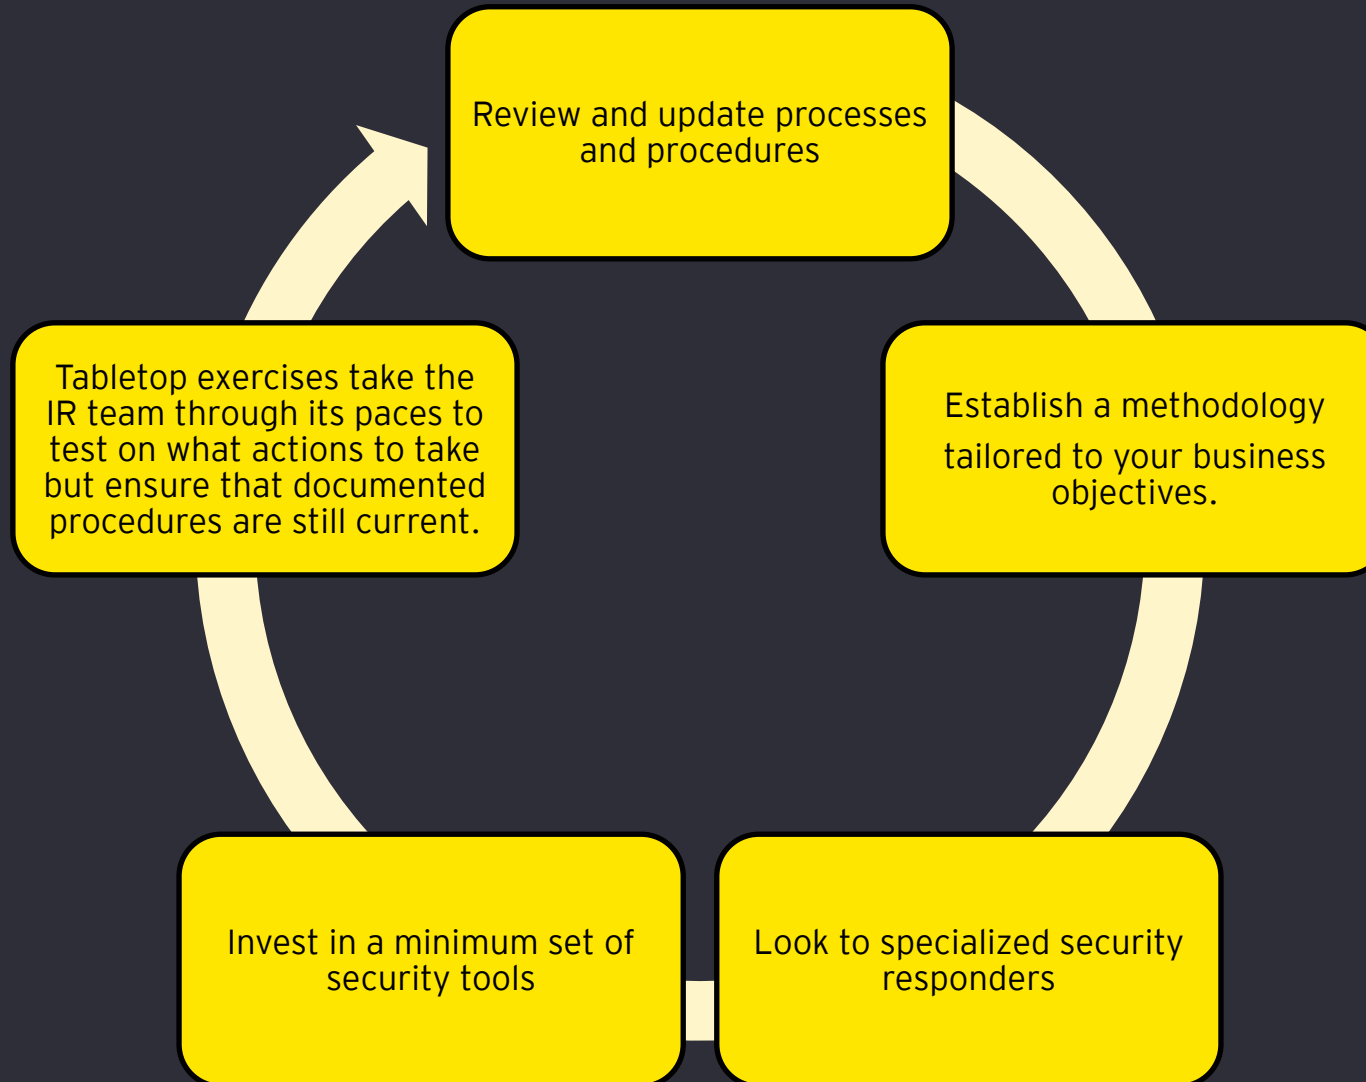 Review and update processes
and procedures
Establish a methodology
tailored to your business
objectives.
Look to specialized security
responders
Invest in a minimum set of
security tools
Tabletop exercises take the
IR team through its paces to
test on what actions to take
but ensure that documented
procedures are still current.